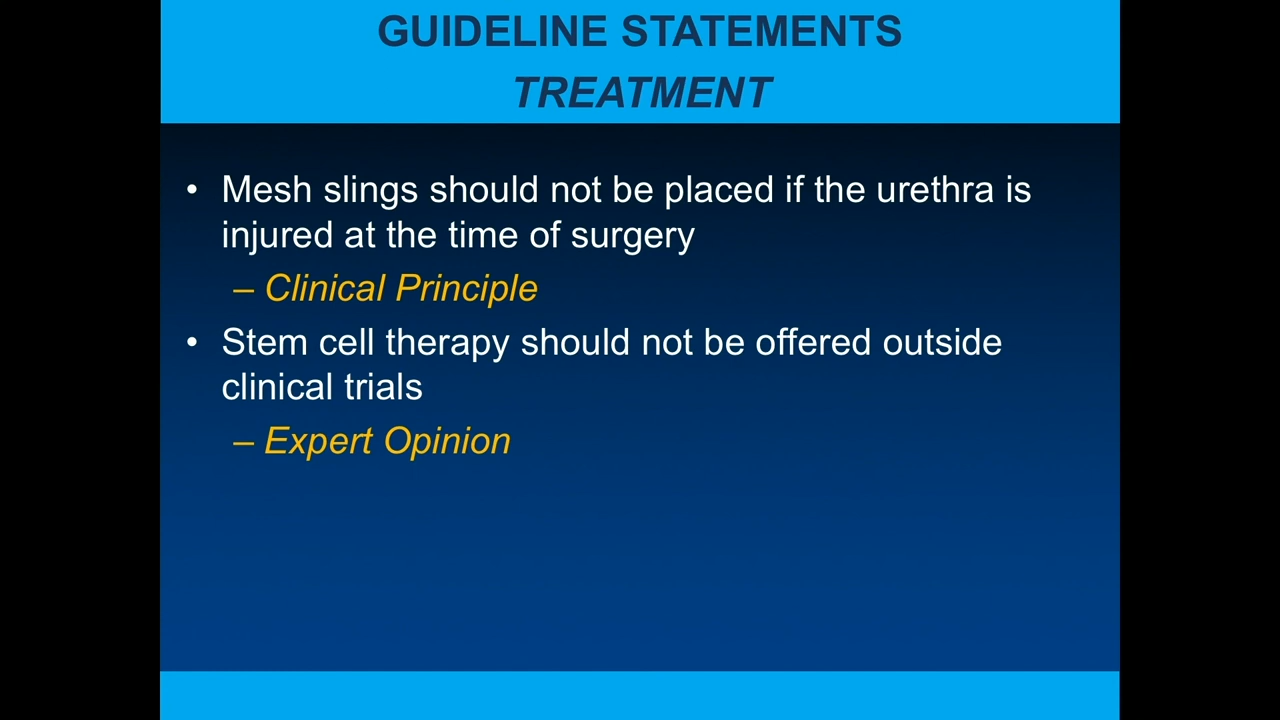 GUIDELINE STATEMENTS
TREATMENT
• Mesh slings should not be placed if the urethra is
injured at the time of surgery
– Clinical Principle
• Stem cell therapy should not be offered outside
clinical trials
– Expert Opinion